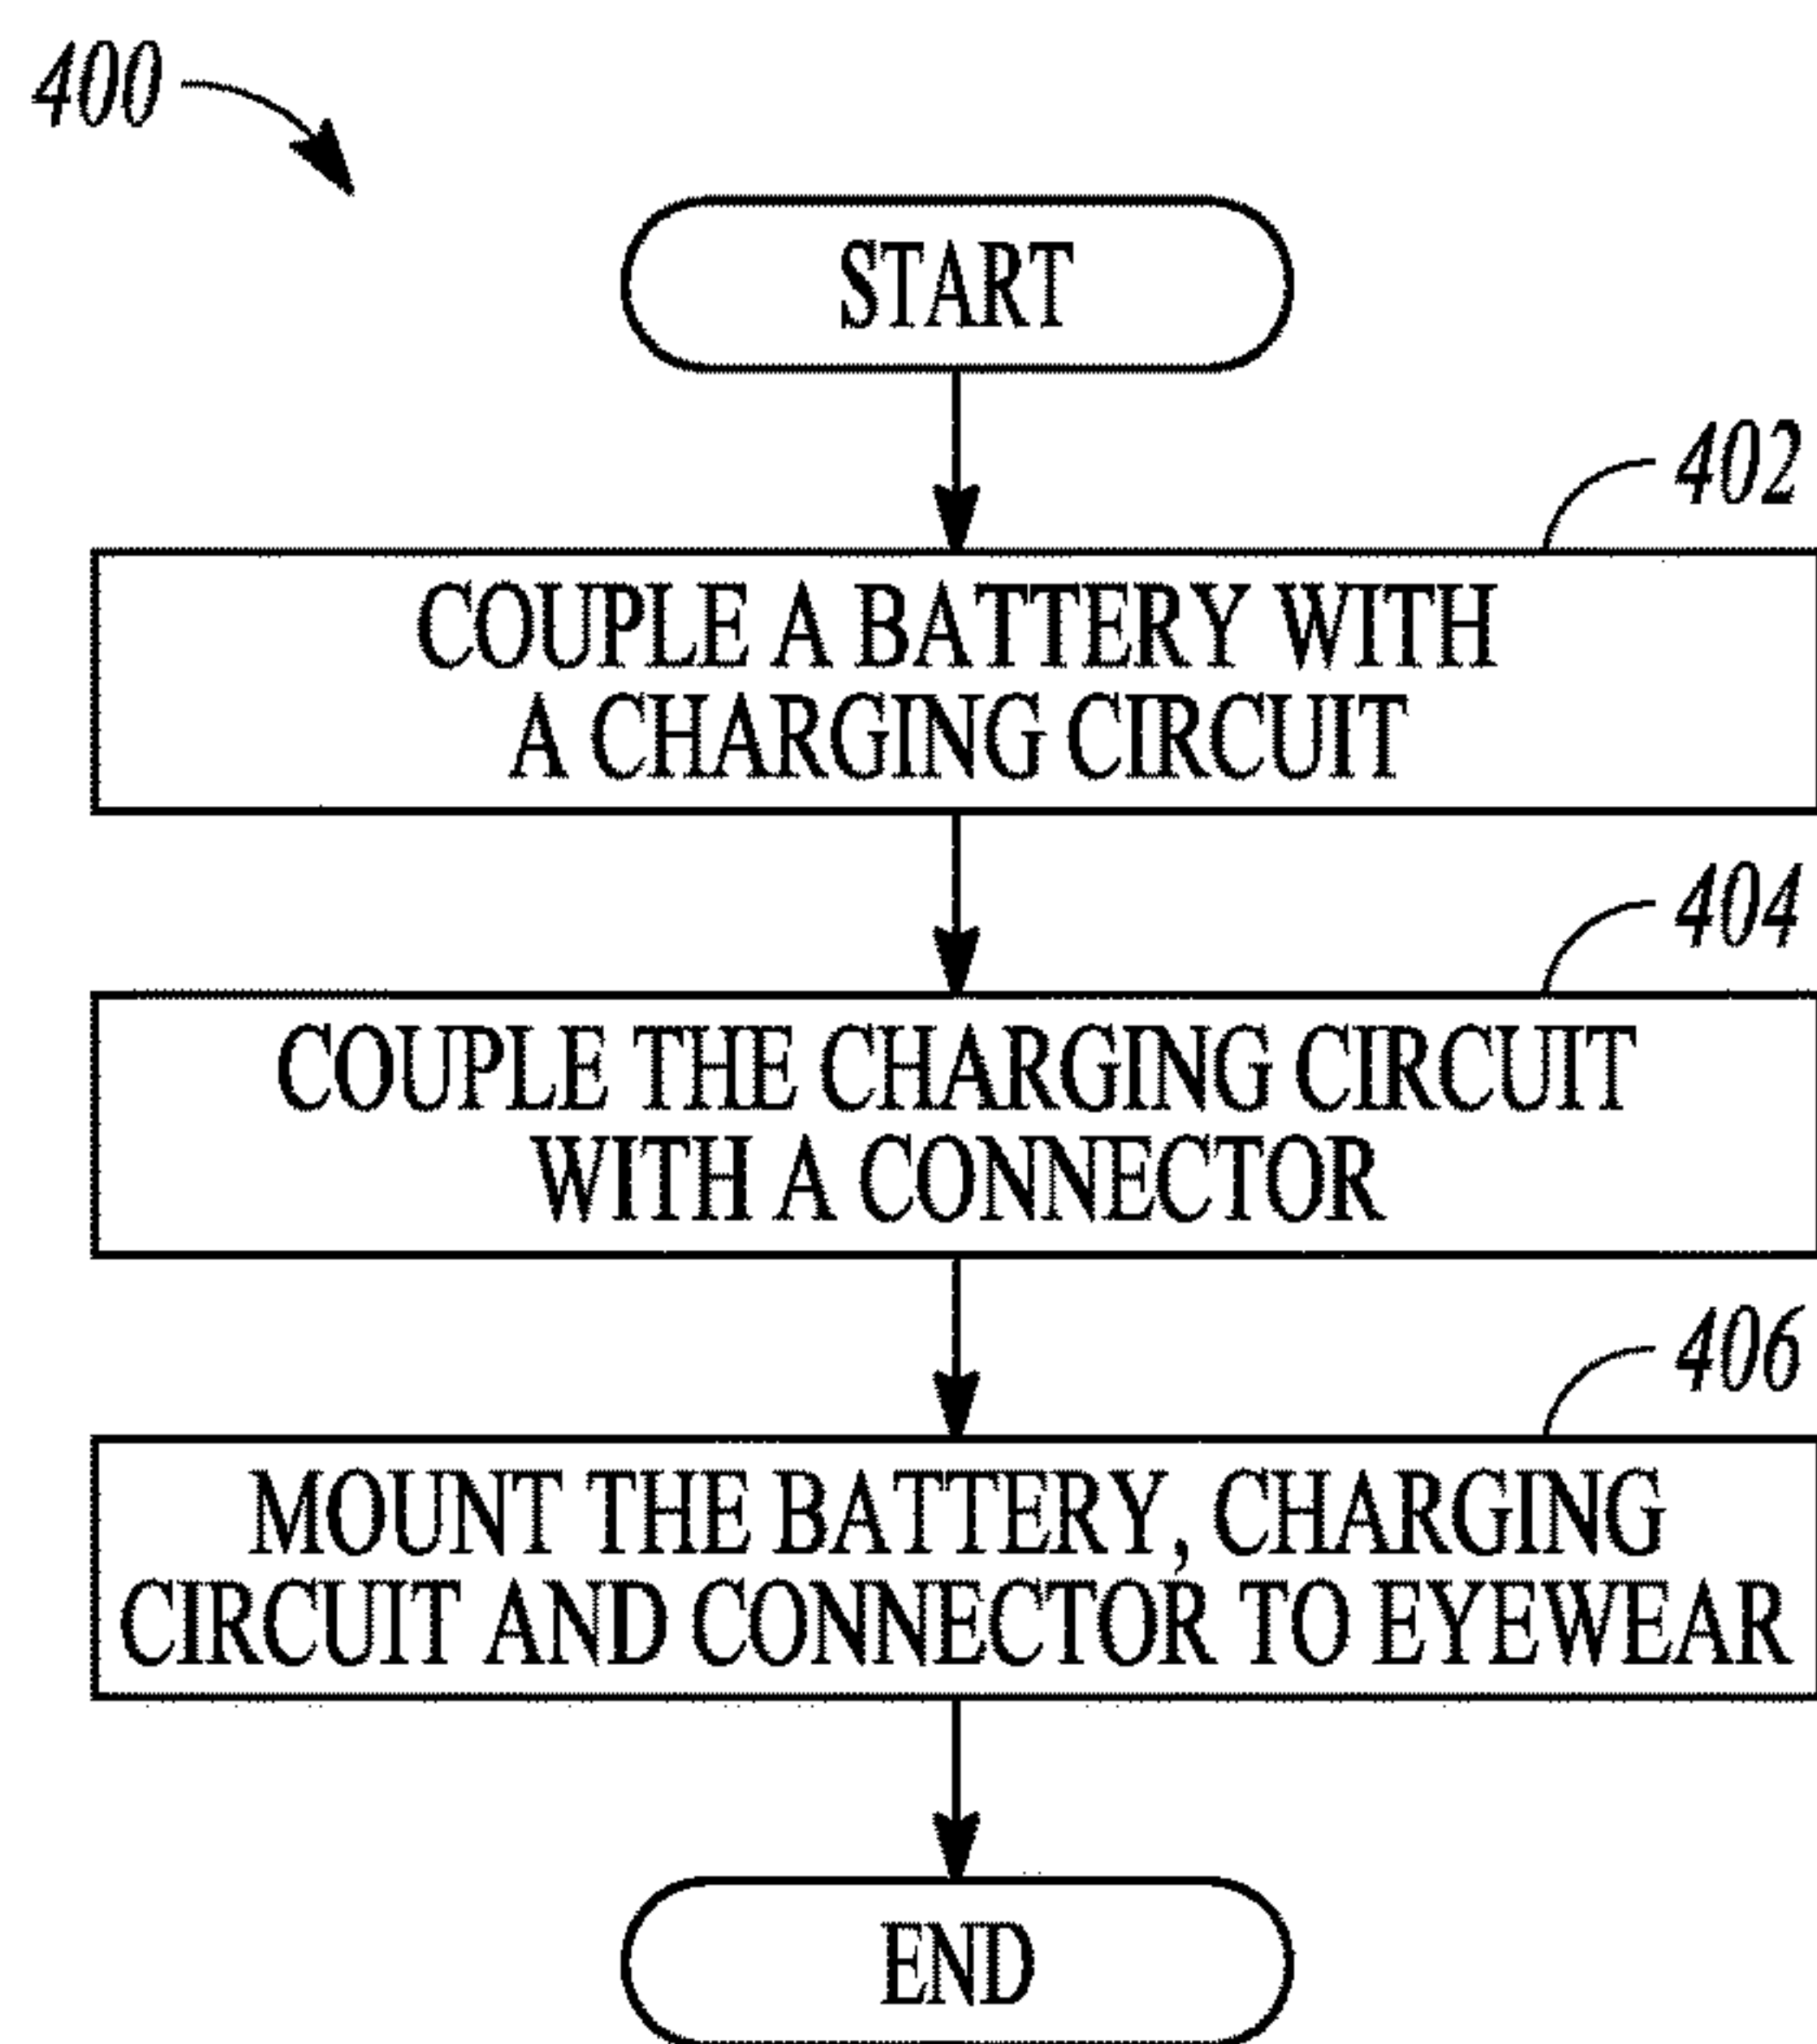 400
START
402
COUPLE A BATTERY WITH
A CHARGING CIRCUIT
404
COUPLE THE CHARGING CIRCUIT
WITH A CONNECTOR
406
MOUNT THE BATTERY, CHARGING
CIRCUIT AND CONNECTOR TO EYEWEAR
END